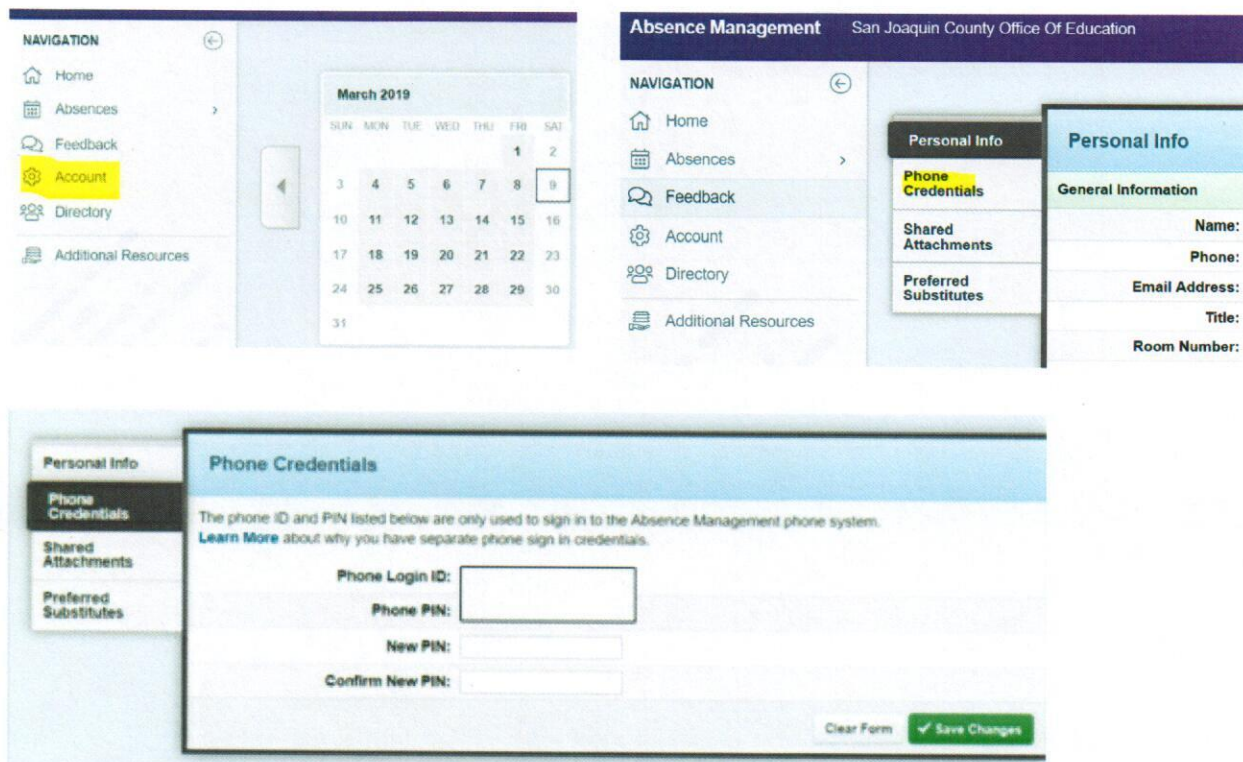 NAVIGATION
Home
Absences
Feedback
Account
Directory
Additional Resources
March 2019
SUN MON TUE WED THU FRI SAT
1 2
3 4 5 6 7 8 9
10 11 12 13 14 15 16
17 18 19 20 21 22 23
24 25 26 27 28 29 30
31
Absence Management San Joaquin County Office Of Education
NAVIGATION
Home
Absences
Feedback
Account
Directory
Additional Resources
Personal Info
Phone
Credentials
Shared
Attachments
Preferred
Substitutes
Personal Info
General Information
Name:
Phone:
Email Address:
Title:
Room Number:
Personal Info
Phone
Credentials
Shared
Attachments
Preferred
Substitutes
Phone Credentials
The phone ID and PIN listed below are only used to sign in to the Absence Management phone system.
Learn More about why you have separate phone sign in credentials.
Phone Login ID:
Phone PIN:
New PIN:
Confirm New PIN:
Clear Form Save Changes